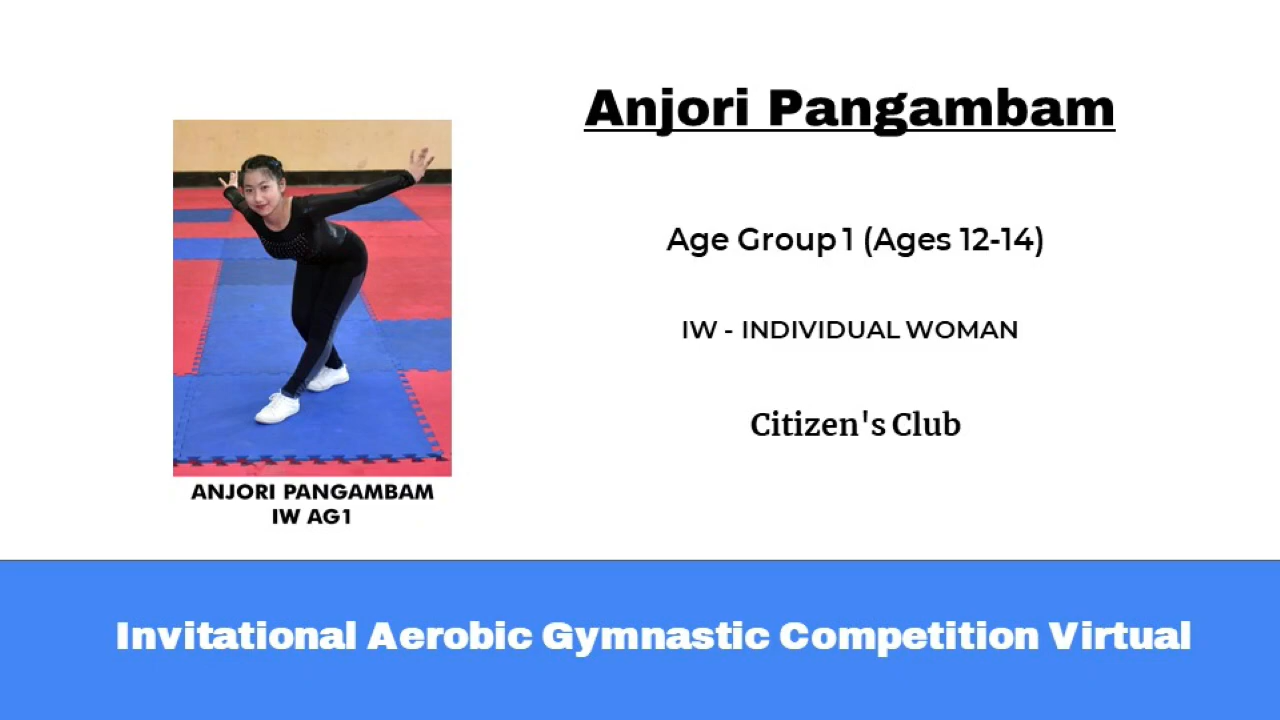 Anjori Pangambam
Age Group 1 (Ages 12-14)
IW - INDIVIDUAL WOMAN
Citizen's Club
ANJORI PANGAMBAM
IW AG1
Invitational Aerobic Gymnastic Competition Virtual